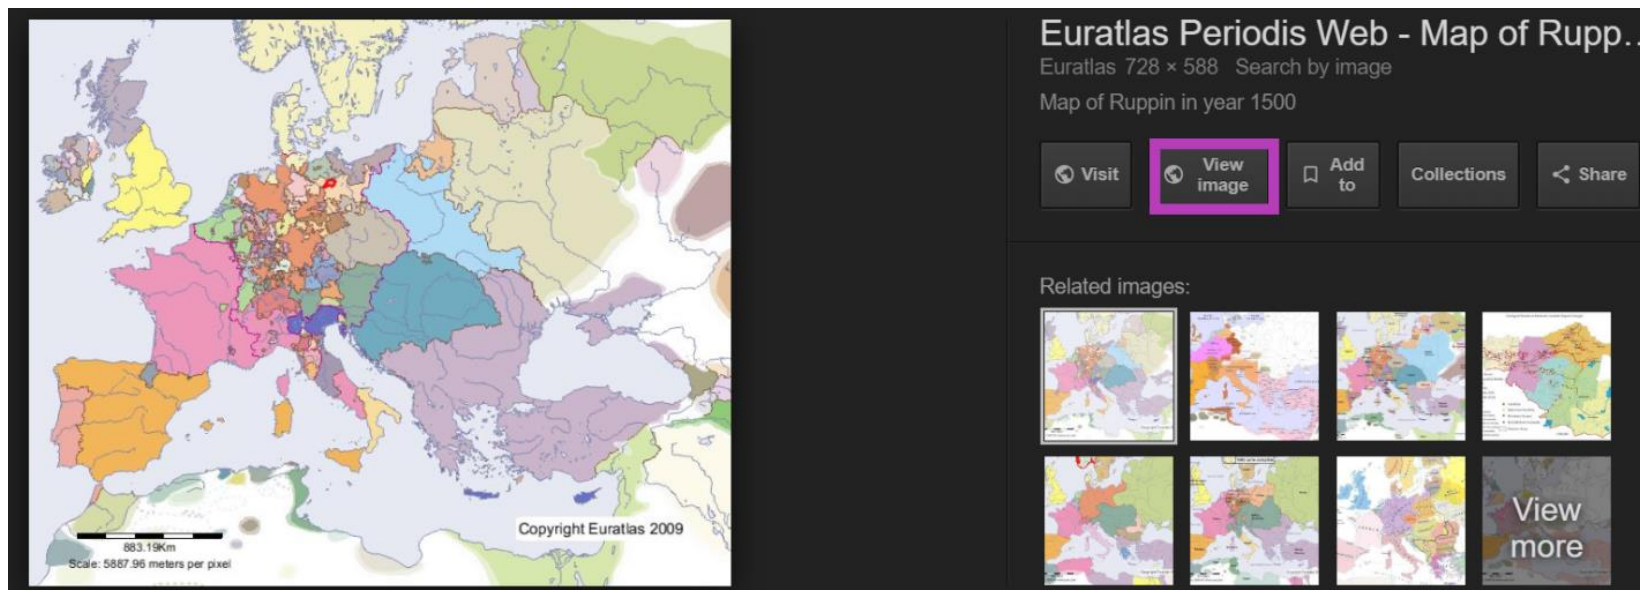 Euratlas Periodis Web - Map of Rupp...
Euratlas 728 × 588 Search by image
Map of Ruppin in year 1500
Visit
View
image
Add
to
Collections
Share
Related images:
View
more
Copyright Euratlas 2009
883.19Km
Scale: 5887.96 meters per pixel